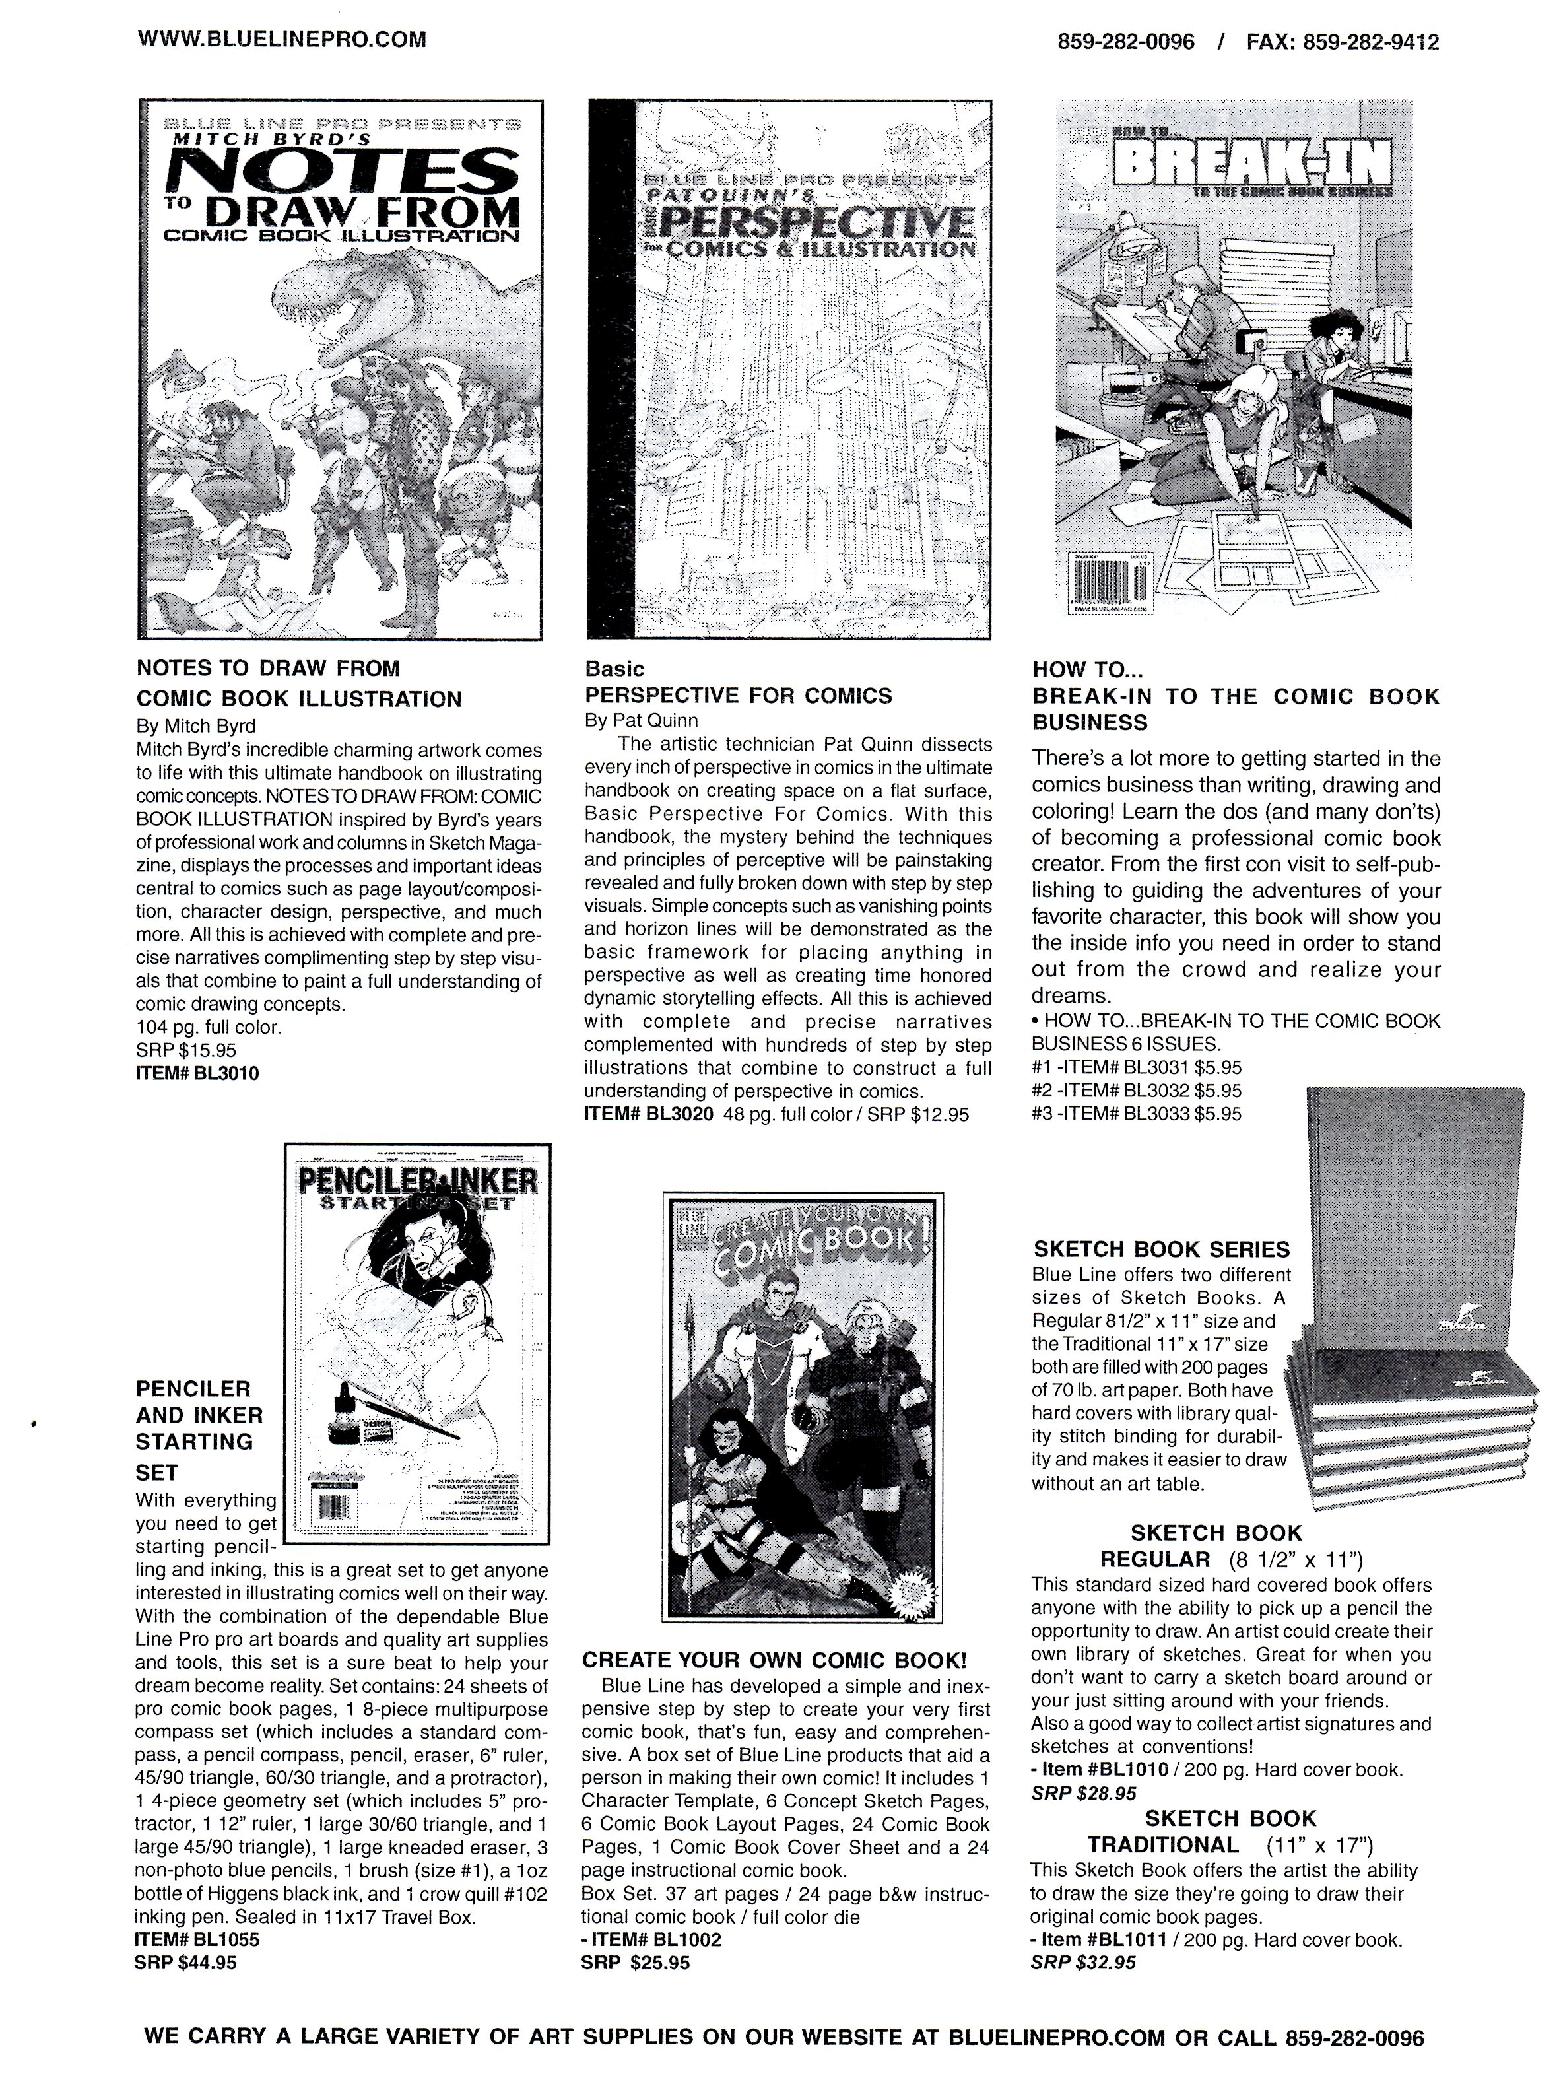 WWW.BLUELINEPRO.COM
859-282-0096 / FAX: 859-282-9412
BLUE LINE PRO PRESENTS
MITCH BYRD'S
NOTES
TO DRAW FROM
COMIC BOOK ILLUSTRATION
BLUE LINE PRO PRESENTS
PAT QUINN'S
BASIC PERSPECTIVE
FOR COMICS & ILLUSTRATION
HOW TO...
BREAK-IN
TO THE COMIC BOOK BUSINESS
NOTES TO DRAW FROM
COMIC BOOK ILLUSTRATION
By Mitch Byrd
Mitch Byrd's incredible charming artwork comes
to life with this ultimate handbook on illustrating
comic concepts. NOTES TO DRAW FROM: COMIC
BOOK ILLUSTRATION inspired by Byrd's years
of professional work and columns in Sketch Maga-
zine, displays the processes and important ideas
central to comics such as page layout/composi-
tion, character design, perspective, and much
more. All this is achieved with complete and pre-
cise narratives complimenting step by step visu-
als that combine to paint a full understanding of
comic drawing concepts.
104 pg. full color.
SRP $15.95
ITEM# BL3010
Basic
PERSPECTIVE FOR COMICS
By Pat Quinn
The artistic technician Pat Quinn dissects
every inch of perspective in comics in the ultimate
handbook on creating space on a flat surface,
Basic Perspective For Comics. With this
handbook, the mystery behind the techniques
and principles of perceptive will be painstaking
revealed and fully broken down with step by step
visuals. Simple concepts such as vanishing points
and horizon lines will be demonstrated as the
basic framework for placing anything in
perspective as well as creating time honored
dynamic storytelling effects. All this is achieved
with complete and precise narratives
complemented with hundreds of step by step
illustrations that combine to construct a full
understanding of perspective in comics.
ITEM# BL3020 48 pg. full color / SRP $12.95
HOW TO...
BREAK-IN TO THE COMIC BOOK
BUSINESS
There's a lot more to getting started in the
comics business than writing, drawing and
coloring! Learn the dos (and many don'ts)
of becoming a professional comic book
creator. From the first con visit to self-pub-
lishing to guiding the adventures of your
favorite character, this book will show you
the inside info you need in order to stand
out from the crowd and realize your
dreams.
• HOW TO...BREAK-IN TO THE COMIC BOOK
BUSINESS 6 ISSUES.
#1 -ITEM# BL3031 $5.95
#2 -ITEM# BL3032 $5.95
#3 -ITEM# BL3033 $5.95
PENCILER & INKER
STARTING SET
PENCILER
AND INKER
STARTING
SET
With everything
you need to get
starting pencil-
ling and inking, this is a great set to get anyone
interested in illustrating comics well on their way.
With the combination of the dependable Blue
Line Pro pro art boards and quality art supplies
and tools, this set is a sure beat to help your
dream become reality. Set contains: 24 sheets of
pro comic book pages, 1 8-piece multipurpose
compass set (which includes a standard com-
pass, a pencil compass, pencil, eraser, 6" ruler,
45/90 triangle, 60/30 triangle, and a protractor),
1 4-piece geometry set (which includes 5" pro-
tractor, 1 12" ruler, 1 large 30/60 triangle, and 1
large 45/90 triangle), 1 large kneaded eraser, 3
non-photo blue pencils, 1 brush (size #1), a 1oz
bottle of Higgens black ink, and 1 crow quill #102
inking pen. Sealed in 11x17 Travel Box.
ITEM# BL1055
SRP $44.95
CREATE YOUR OWN
COMIC BOOK!
CREATE YOUR OWN COMIC BOOK!
Blue Line has developed a simple and inex-
pensive step by step to create your very first
comic book, that's fun, easy and comprehen-
sive. A box set of Blue Line products that aid a
person in making their own comic! It includes 1
Character Template, 6 Concept Sketch Pages,
6 Comic Book Layout Pages, 24 Comic Book
Pages, 1 Comic Book Cover Sheet and a 24
page instructional comic book.
Box Set. 37 art pages / 24 page b&w instruc-
tional comic book / full color die
- ITEM# BL1002
SRP $25.95
SKETCH BOOK SERIES
Blue Line offers two different
sizes of Sketch Books. A
Regular 8 1/2" x 11" size and
the Traditional 11" x 17" size
both are filled with 200 pages
of 70 lb. art paper. Both have
hard covers with library qual-
ity stitch binding for durabil-
ity and makes it easier to draw
without an art table.
SKETCH BOOK
REGULAR (8 1/2" x 11")
This standard sized hard covered book offers
anyone with the ability to pick up a pencil the
opportunity to draw. An artist could create their
own library of sketches. Great for when you
don't want to carry a sketch board around or
your just sitting around with your friends.
Also a good way to collect artist signatures and
sketches at conventions!
- Item #BL1010 / 200 pg. Hard cover book.
SRP $28.95
SKETCH BOOK
TRADITIONAL (11" x 17")
This Sketch Book offers the artist the ability
to draw the size they're going to draw their
original comic book pages.
- Item #BL1011 / 200 pg. Hard cover book.
SRP $32.95
WE CARRY A LARGE VARIETY OF ART SUPPLIES ON OUR WEBSITE AT BLUELINEPRO.COM OR CALL 859-282-0096